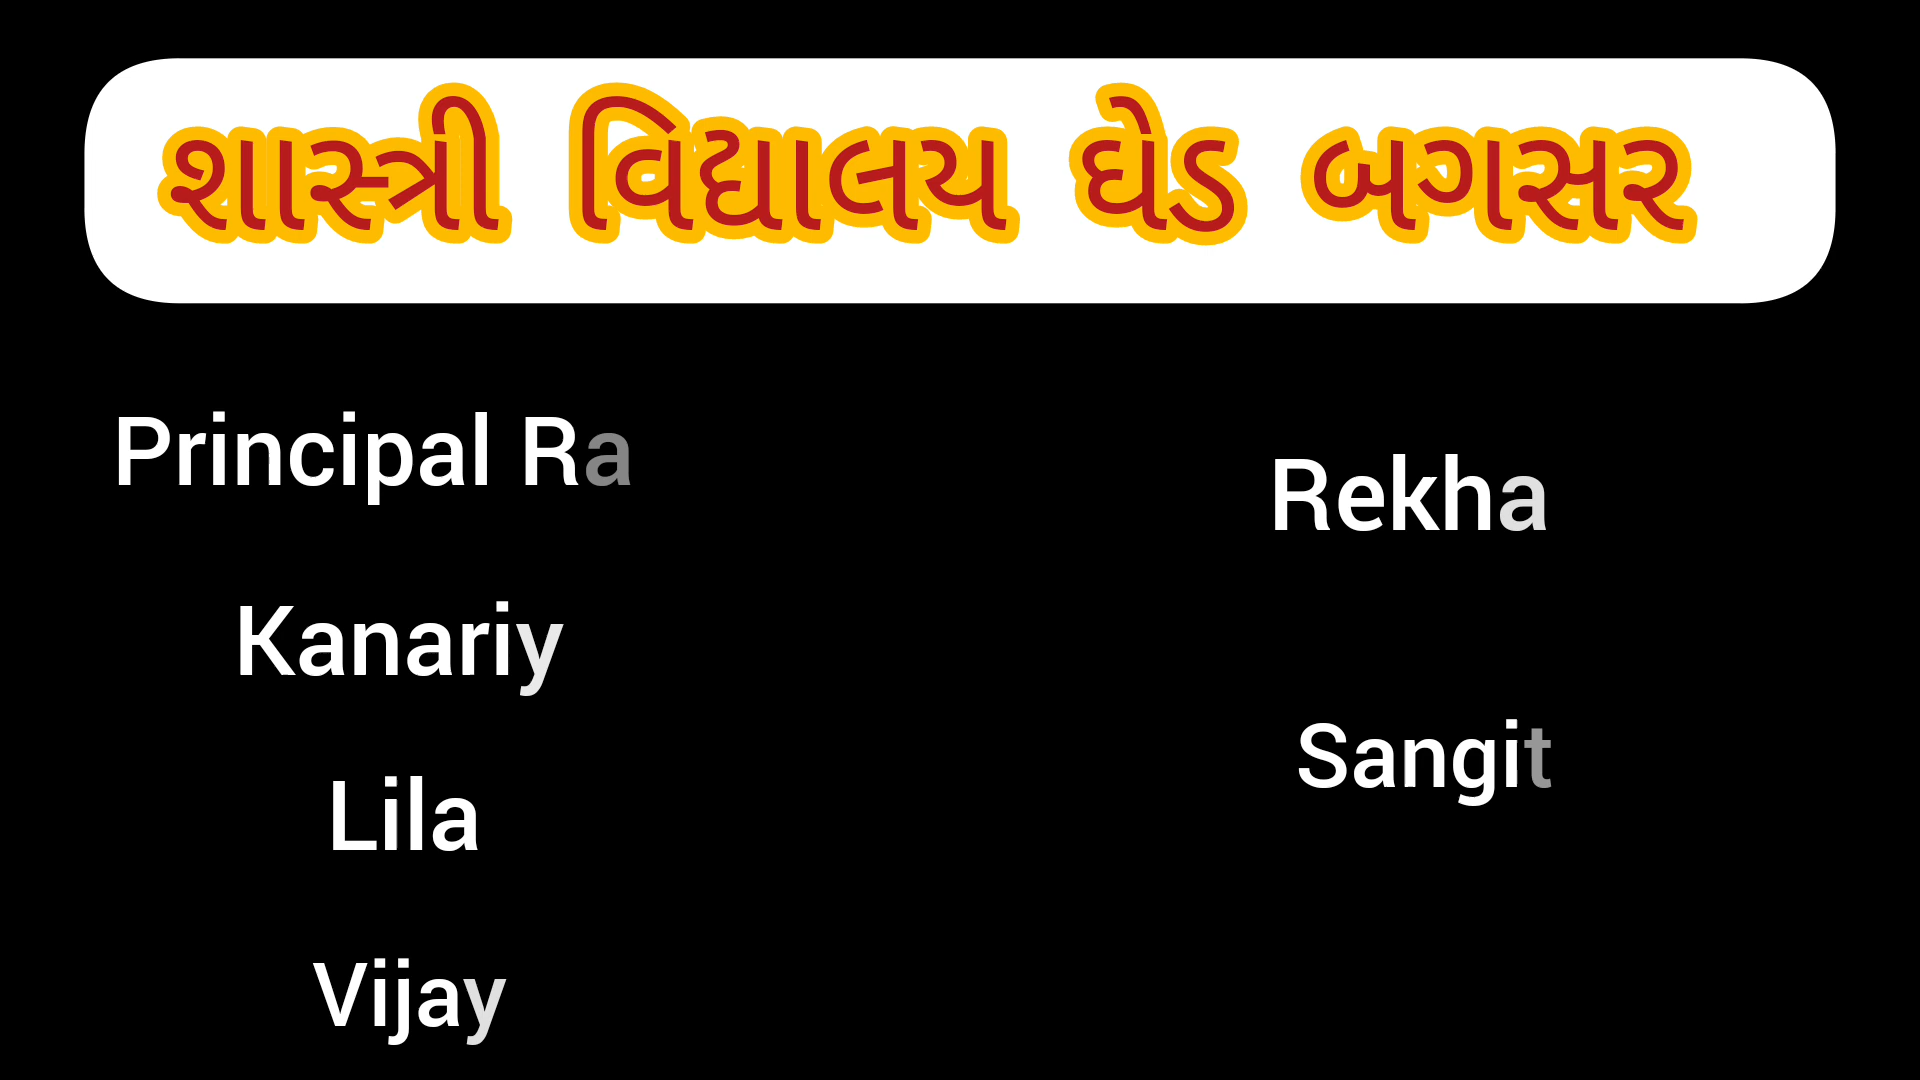 શાસ્ત્રી વિદ્યાલય ઘેડ બગસર
Principal Ra
Kanariy
Lila
Vijay
Rekha
Sangit